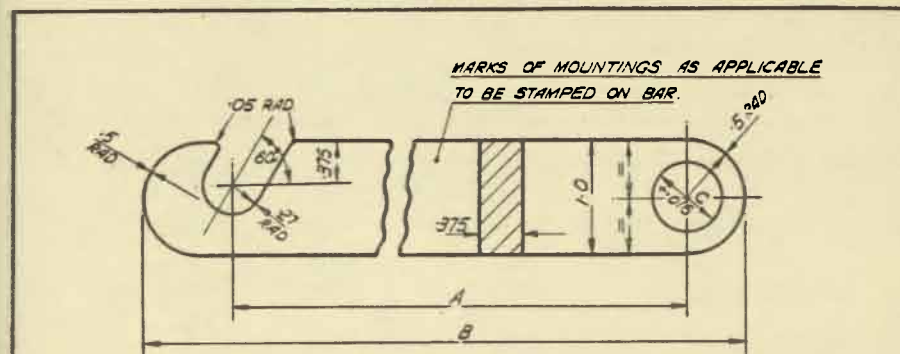 MARKS OF MOUNTINGS AS APPLICABLE
TO BE STAMPED ON BAR.
.05 RAD
.5 RAD
.5
RAD
60°
.375
.27
RAD
.375
1.0
=
=
C
+.015
A
B